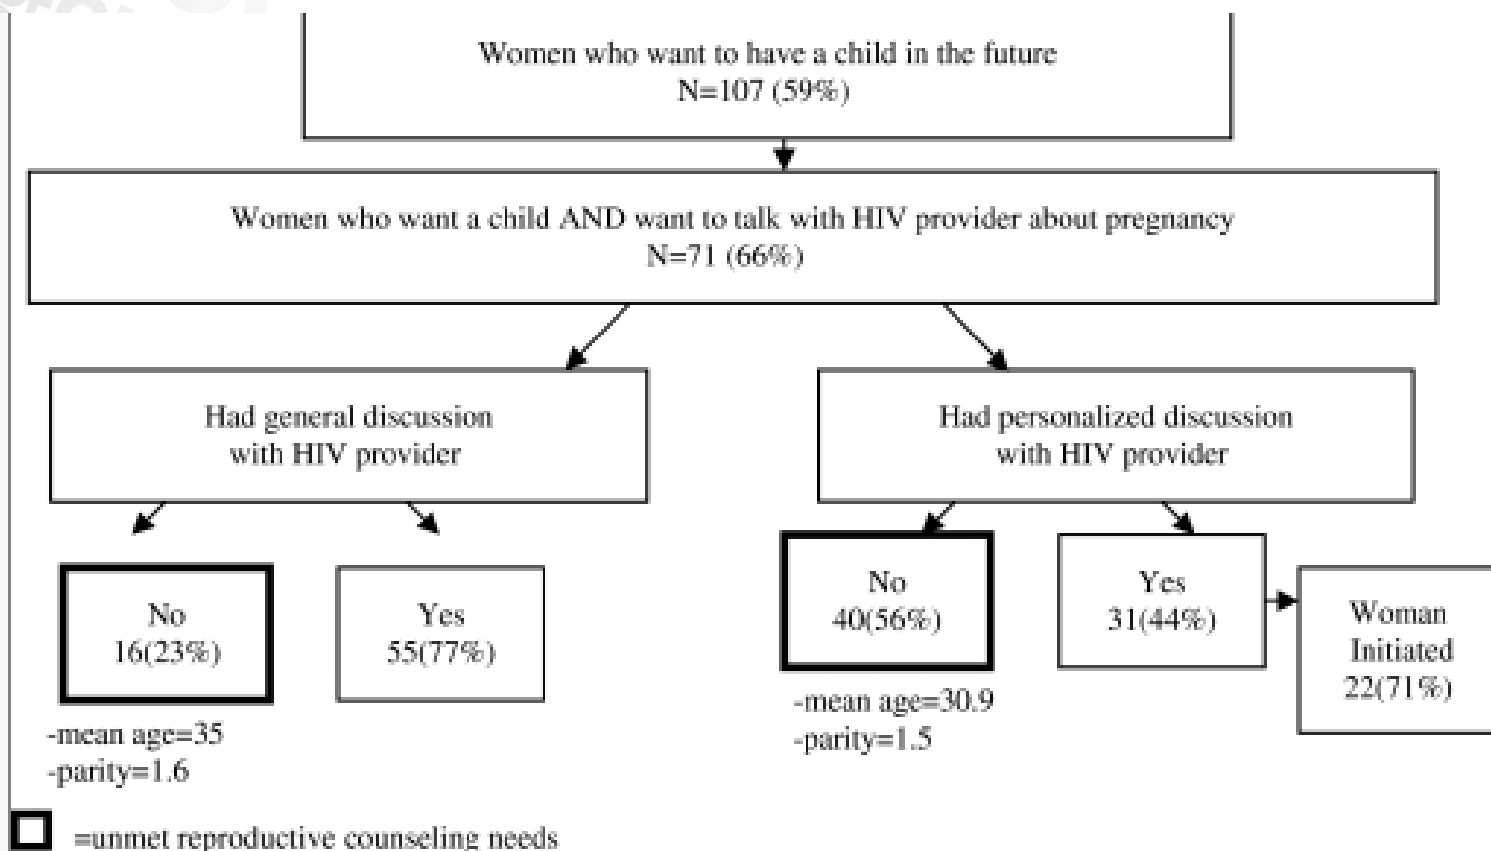 Women who want to have a child in the future
N=107 (59%)
Women who want a child AND want to talk with HIV provider about pregnancy
N=71 (66%)
Had general discussion
with HIV provider
Had personalized discussion
with HIV provider
No
16(23%)
Yes
55(77%)
No
40(56%)
Yes
31(44%)
Woman
Initiated
22(71%)
-mean age=35
-parity=1.6
-mean age=30.9
-parity=1.5
=unmet reproductive counseling needs